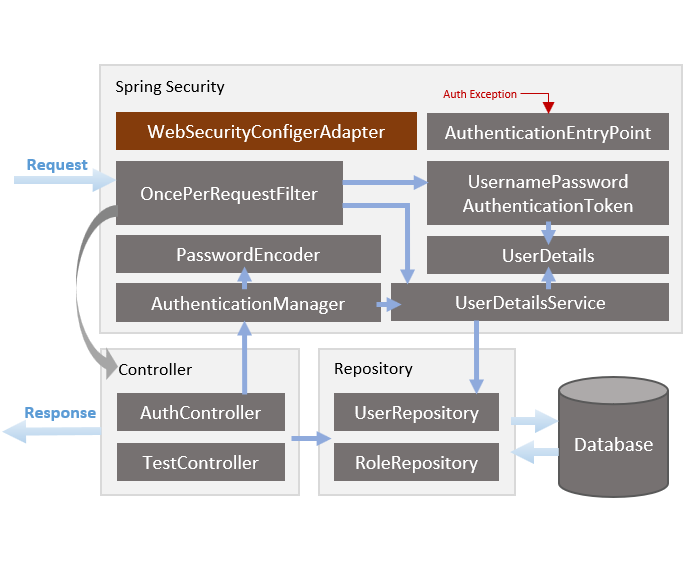 Spring Security
Auth Exception
WebSecurityConfigerAdapter
AuthenticationEntryPoint
Request
OncePerRequestFilter
UsernamePassword
AuthenticationToken
PasswordEncoder
UserDetails
AuthenticationManager
UserDetailsService
Controller
Repository
Response
AuthController
UserRepository
Database
TestController
RoleRepository